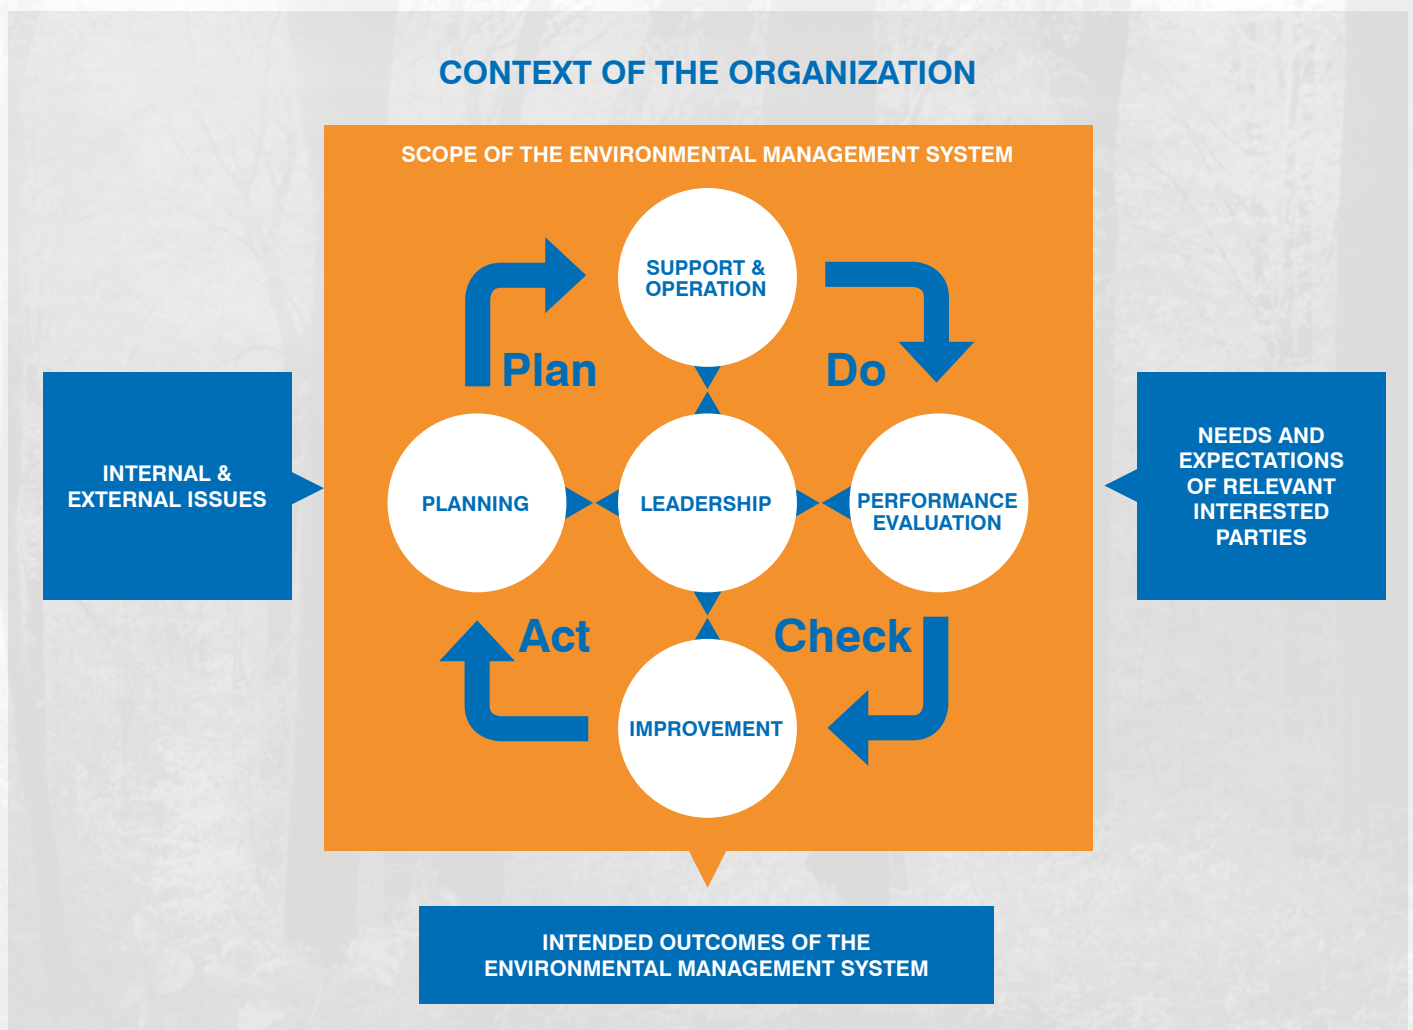 CONTEXT OF THE ORGANIZATION
SCOPE OF THE ENVIRONMENTAL MANAGEMENT SYSTEM
SUPPORT &
OPERATION
Plan
Do
INTERNAL &
EXTERNAL ISSUES
PLANNING
LEADERSHIP
PERFORMANCE
EVALUATION
NEEDS AND
EXPECTATIONS
OF RELEVANT
INTERESTED
PARTIES
Act
Check
IMPROVEMENT
INTENDED OUTCOMES OF THE
ENVIRONMENTAL MANAGEMENT SYSTEM